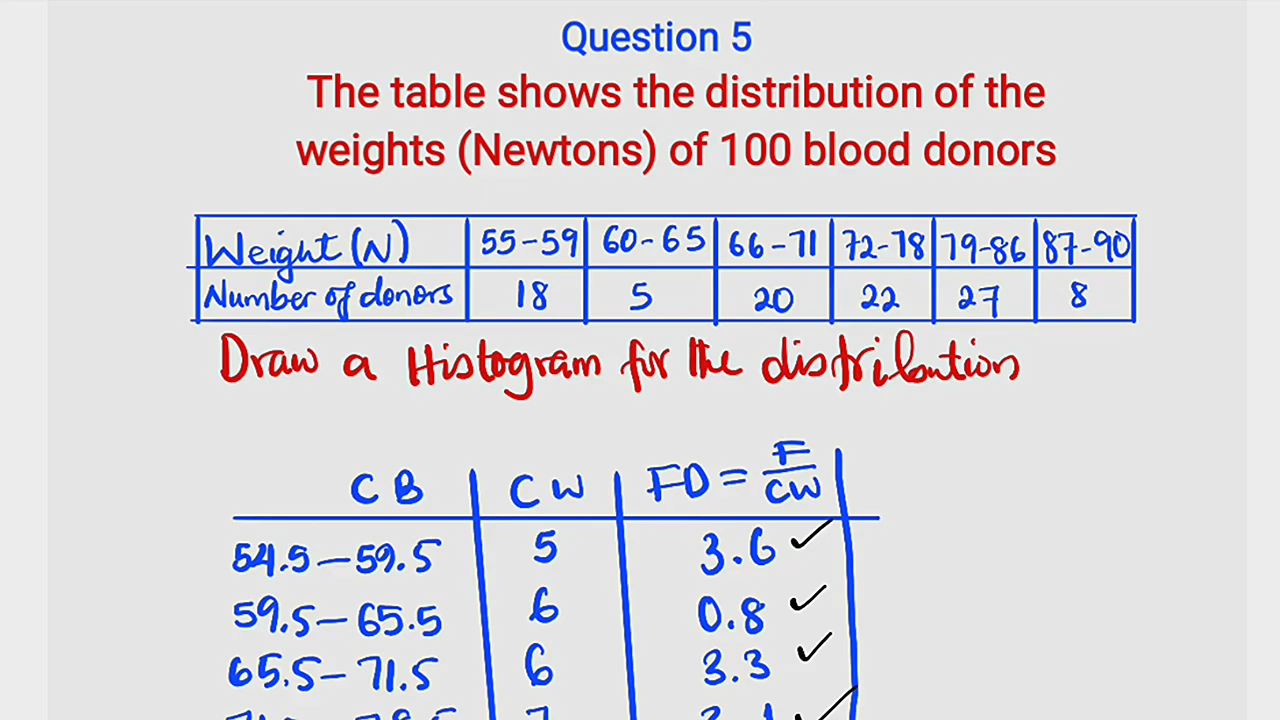 Question 5
The table shows the distribution of the
weights (Newtons) of 100 blood donors
Weight (N) 55-59 60-65 66-71 72-78 79-86 87-90
Number of donors 18 5 20 22 27 8
Draw a Histogram for the distribution
CB CW FD = F/CW
54.5-59.5 5 3.6 ✓
59.5-65.5 6 0.8 ✓
65.5-71.5 6 3.3 ✓